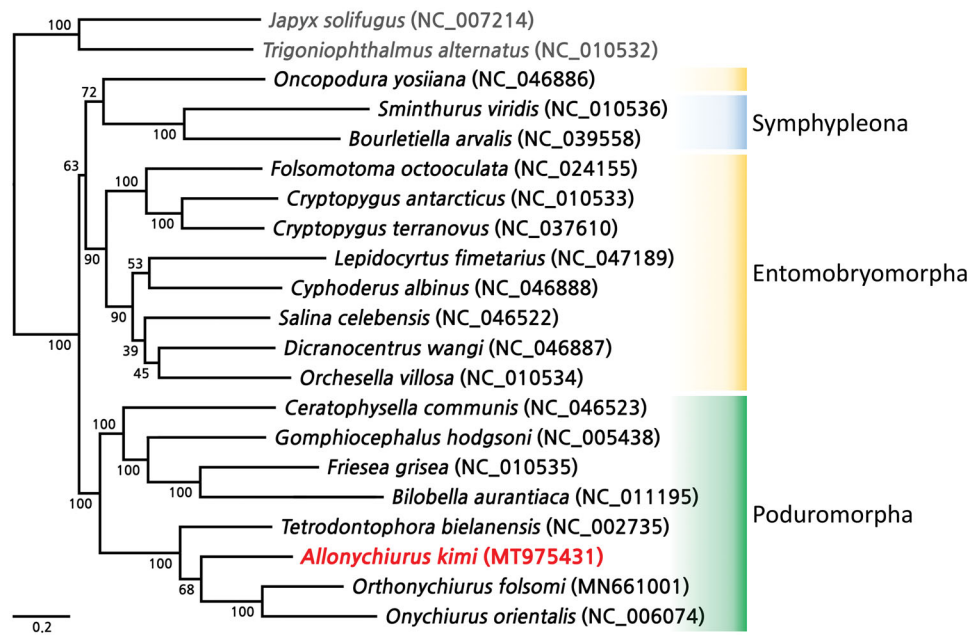 100
Japyx solifugus (NC_007214)
Trigoniophthalmus alternatus (NC_010532)
Oncopodura yosiiana (NC_046886)
72
Sminthurus viridis (NC_010536)
Symphypleona
100
Bourletiella arvalis (NC_039558)
63
Folsomotoma octooculata (NC_024155)
100
Cryptopygus antarcticus (NC_010533)
100
Cryptopygus terranovus (NC_037610)
90
Lepidocyrtus fimetarius (NC_047189)
53
Entomobryomorpha
Cyphoderus albinus (NC_046888)
90
Salina celebensis (NC_046522)
100
39
Dicranocentrus wangi (NC_046887)
45
Orchesella villosa (NC_010534)
Ceratophysella communis (NC_046523)
100
Gomphiocephalus hodgsoni (NC_005438)
100
Friesea grisea (NC_010535)
100
Bilobella aurantiaca (NC_011195)
100
Poduromorpha
Tetrodontophora bielanensis (NC_002735)
100
Allonychiurus kimi (MT975431)
68
Orthonychiurus folsomi (MN661001)
100
Onychiurus orientalis (NC_006074)
0.2